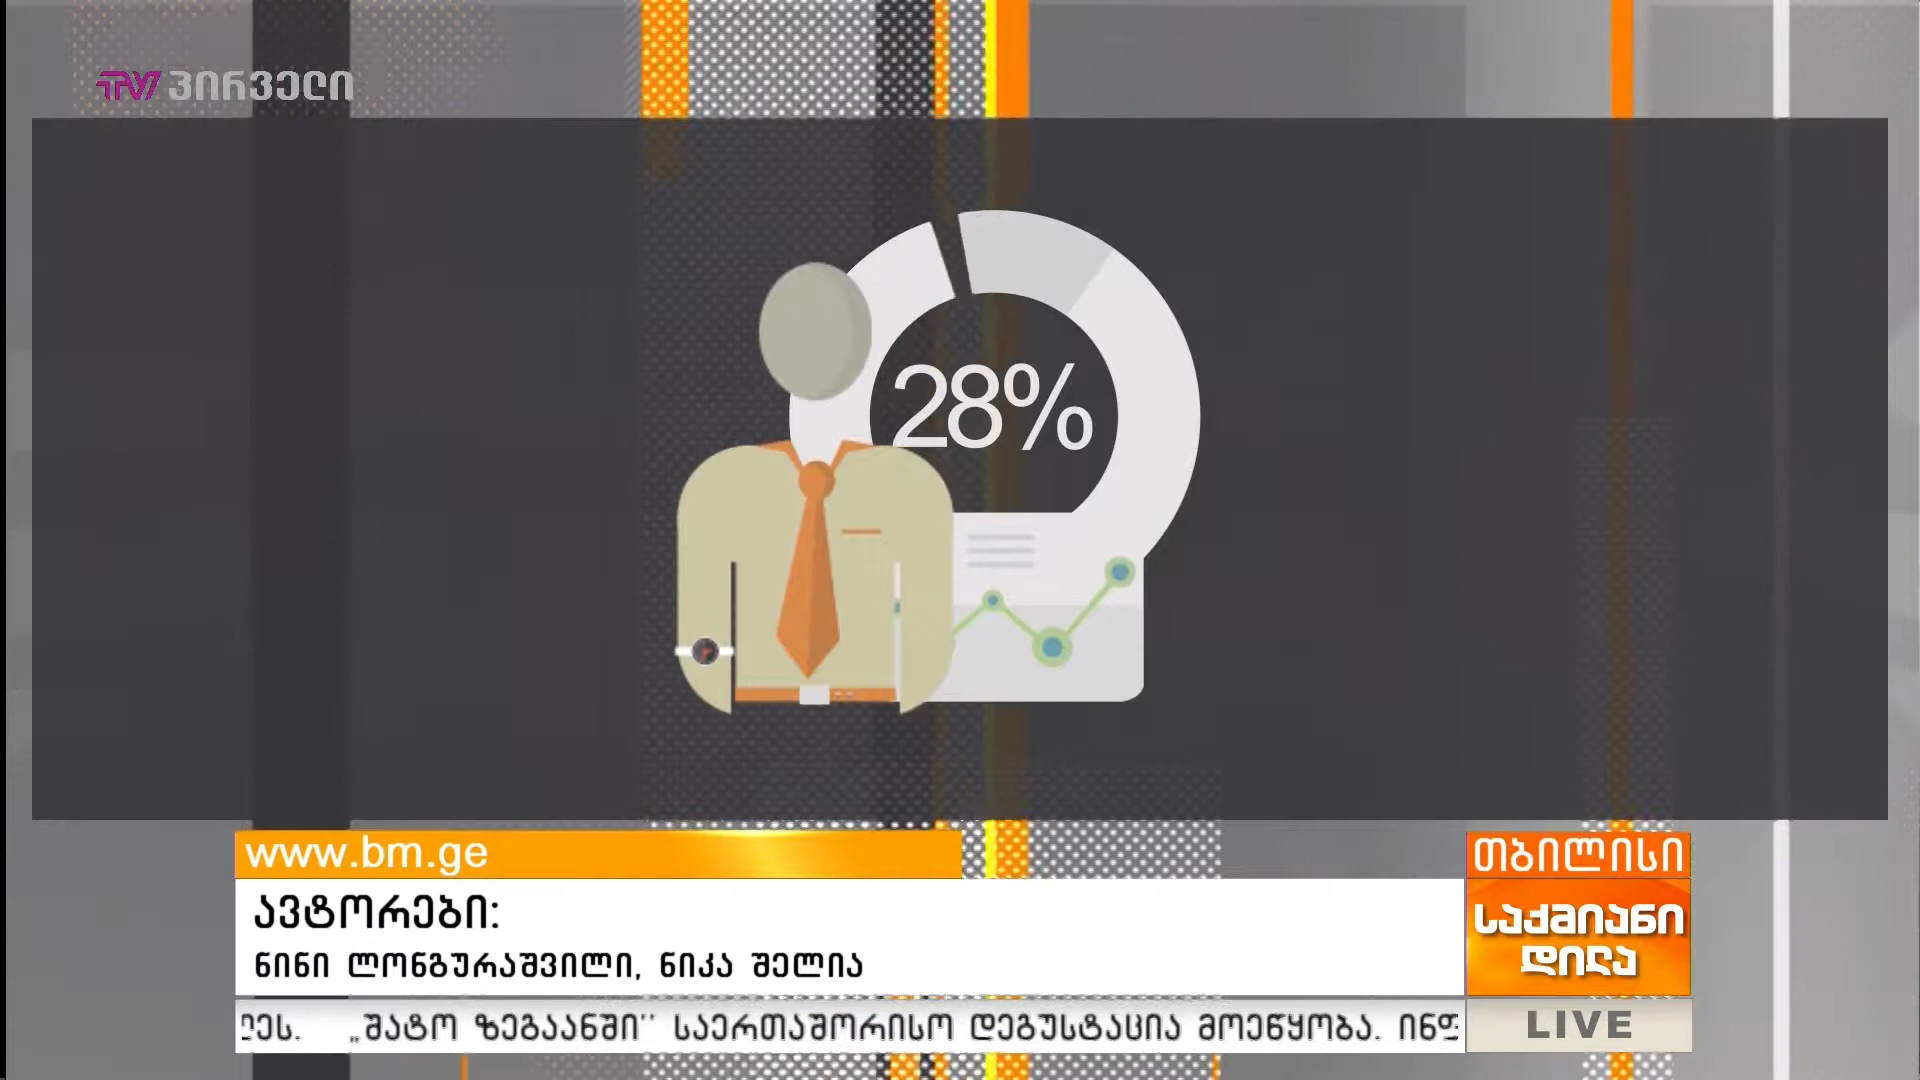 TV პირველი
28%
www.bm.ge
ავტორები:
ნინი ლონგურაშვილი, ნიკა შელია
„შატო ზეგაანში’’ საერთაშორისო დეგუსტაცია მოეწყობა.
თბილისი
საქმიანი
დილა
LIVE